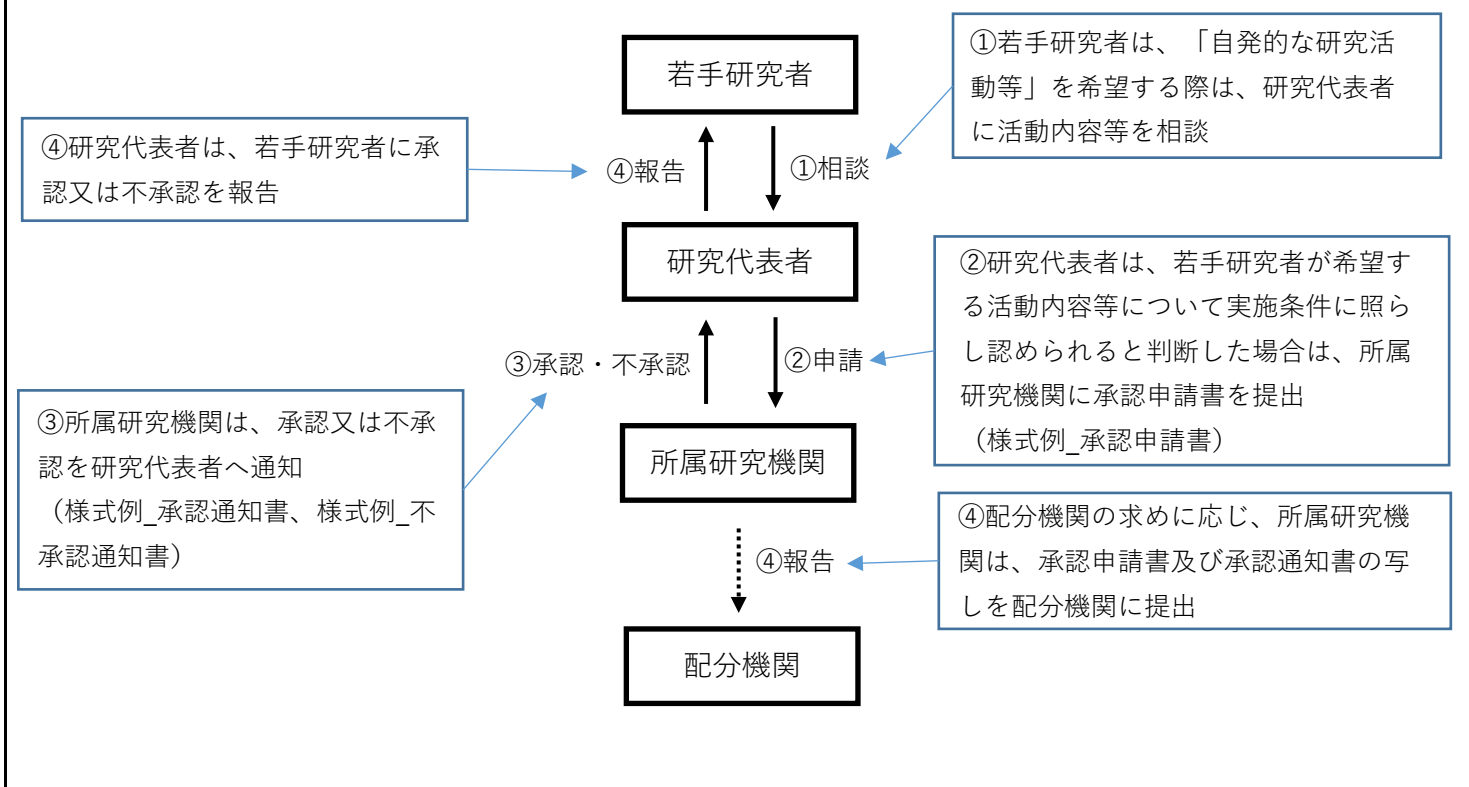 若手研究者
①若手研究者は、「自発的な研究活
動等」を希望する際は、研究代表者
に活動内容等を相談
④研究代表者は、若手研究者に承
認又は不承認を報告
④報告
①相談
研究代表者
②研究代表者は、若手研究者が希望す
る活動内容等について実施条件に照ら
し認められると判断した場合は、所属
研究機関に承認申請書を提出
（様式例_承認申請書）
③承認・不承認
②申請
③所属研究機関は、承認又は不承
認を研究代表者へ通知
（様式例_承認通知書、様式例_不
承認通知書）
所属研究機関
④配分機関の求めに応じ、所属研究機
関は、承認申請書及び承認通知書の写
しを配分機関に提出
④報告
配分機関